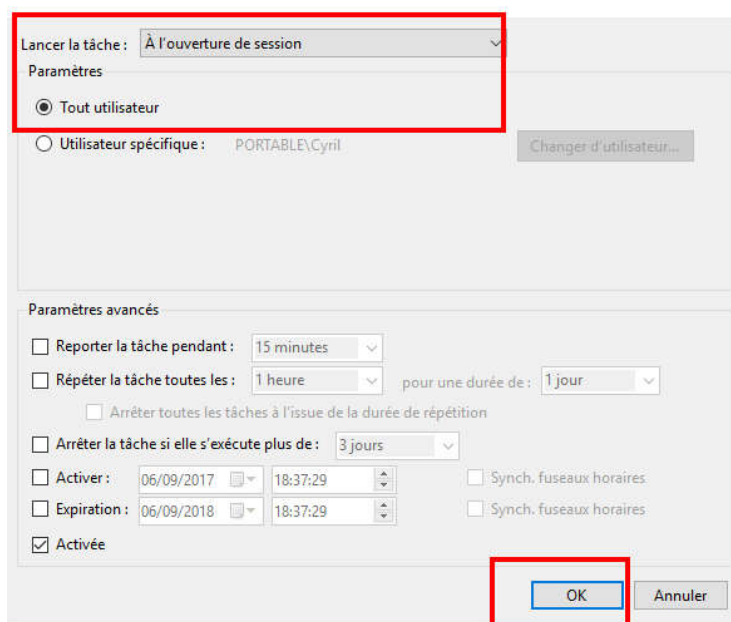 Lancer la tâche : À l'ouverture de session
Paramètres
Tout utilisateur
Utilisateur spécifique : PORTABLE\Cyril Changer d'utilisateur...
Paramètres avancés
Reporter la tâche pendant : 15 minutes
Répéter la tâche toutes les : 1 heure pour une durée de : 1 jour
Arrêter toutes les tâches à l'issue de la durée de répétition
Arrêter la tâche si elle s'exécute plus de : 3 jours
Activer : 06/09/2017 18:37:29 Synch. fuseaux horaires
Expiration : 06/09/2018 18:37:29 Synch. fuseaux horaires
Activée
OK Annuler